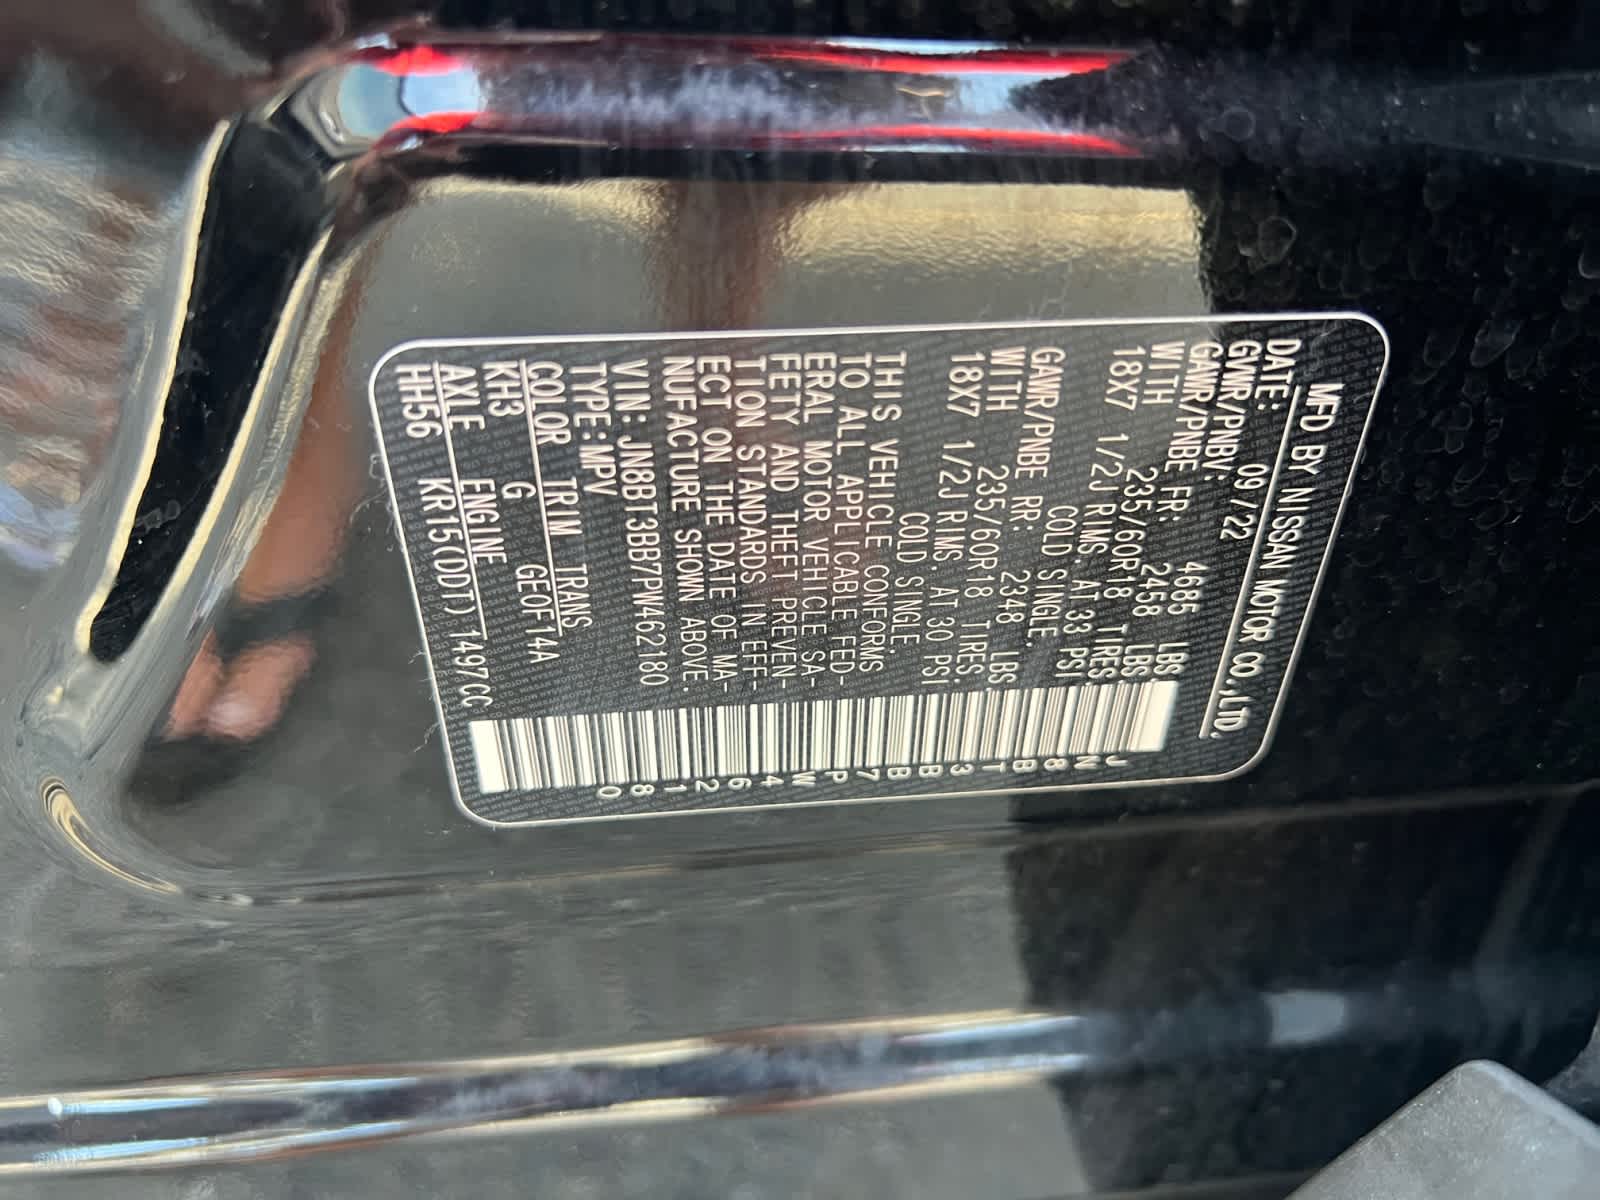 MFD BY NISSAN MOTOR CO.,LTD.
DATE: 09/22
GVWR/PNBV: 4685 LBS
GAWR/PNBE FR: 2458 LBS
WITH 235/60R18 TIRES,
18X7 1/2J RIMS. AT 33 PSI
COLD SINGLE.
GAWR/PNBE RR: 2348 LBS
WITH 235/60R18 TIRES,
18X7 1/2J RIMS. AT 30 PSI
COLD SINGLE.
THIS VEHICLE CONFORMS
TO ALL APPLICABLE FED-
ERAL MOTOR VEHICLE SA-
FETY AND THEFT PREVEN-
TION STANDARDS IN EFF-
ECT ON THE DATE OF MA-
NUFACTURE SHOWN ABOVE.
VIN: JN8BT3BB7PW462180
TYPE:MPV
COLOR TRIM TRANS
KH3 G GE0F14A
AXLE ENGINE
HH56 KR15(DDT) 1497CC
JN8BT3BB7PW462180